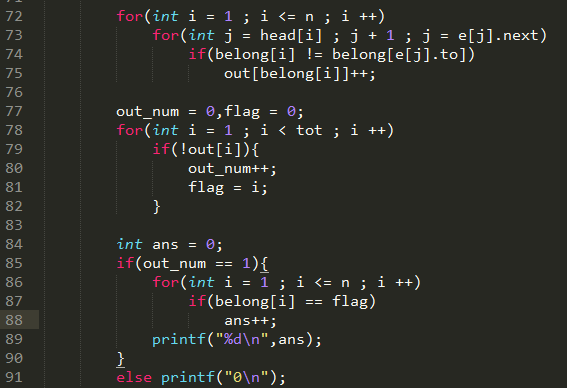 72 for(int i = 1 ; i <= n ; i ++)
73 for(int j = head[i] ; j + 1 ; j = e[j].next)
74 if(belong[i] != belong[e[j].to])
75 out[belong[i]]++;
76
77 out_num = 0,flag = 0;
78 for(int i = 1 ; i < tot ; i ++)
79 if(!out[i]){
80 out_num++;
81 flag = i;
82 }
83
84 int ans = 0;
85 if(out_num == 1){
86 for(int i = 1 ; i <= n ; i ++)
87 if(belong[i] == flag)
88 ans++;
89 printf("%d\n",ans);
90 }
91 else printf("0\n");